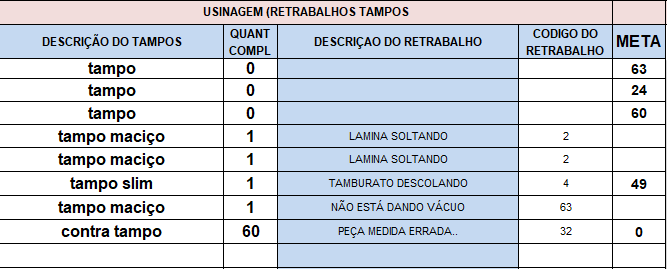 USINAGEM (RETRABALHOS TAMPOS
DESCRIÇÃO DO TAMPOS QUANT COMPL DESCRIÇAO DO RETRABALHO CODIGO DO RETRABALHO META
tampo 0 63
tampo 0 24
tampo 0 60
tampo maciço 1 LAMINA SOLTANDO 2
tampo maciço 1 LAMINA SOLTANDO 2
tampo slim 1 TAMBURATO DESCOLANDO 4 49
tampo maciço 1 NÃO ESTÁ DANDO VÁCUO 63
contra tampo 60 PEÇA MEDIDA ERRADA.. 32 0